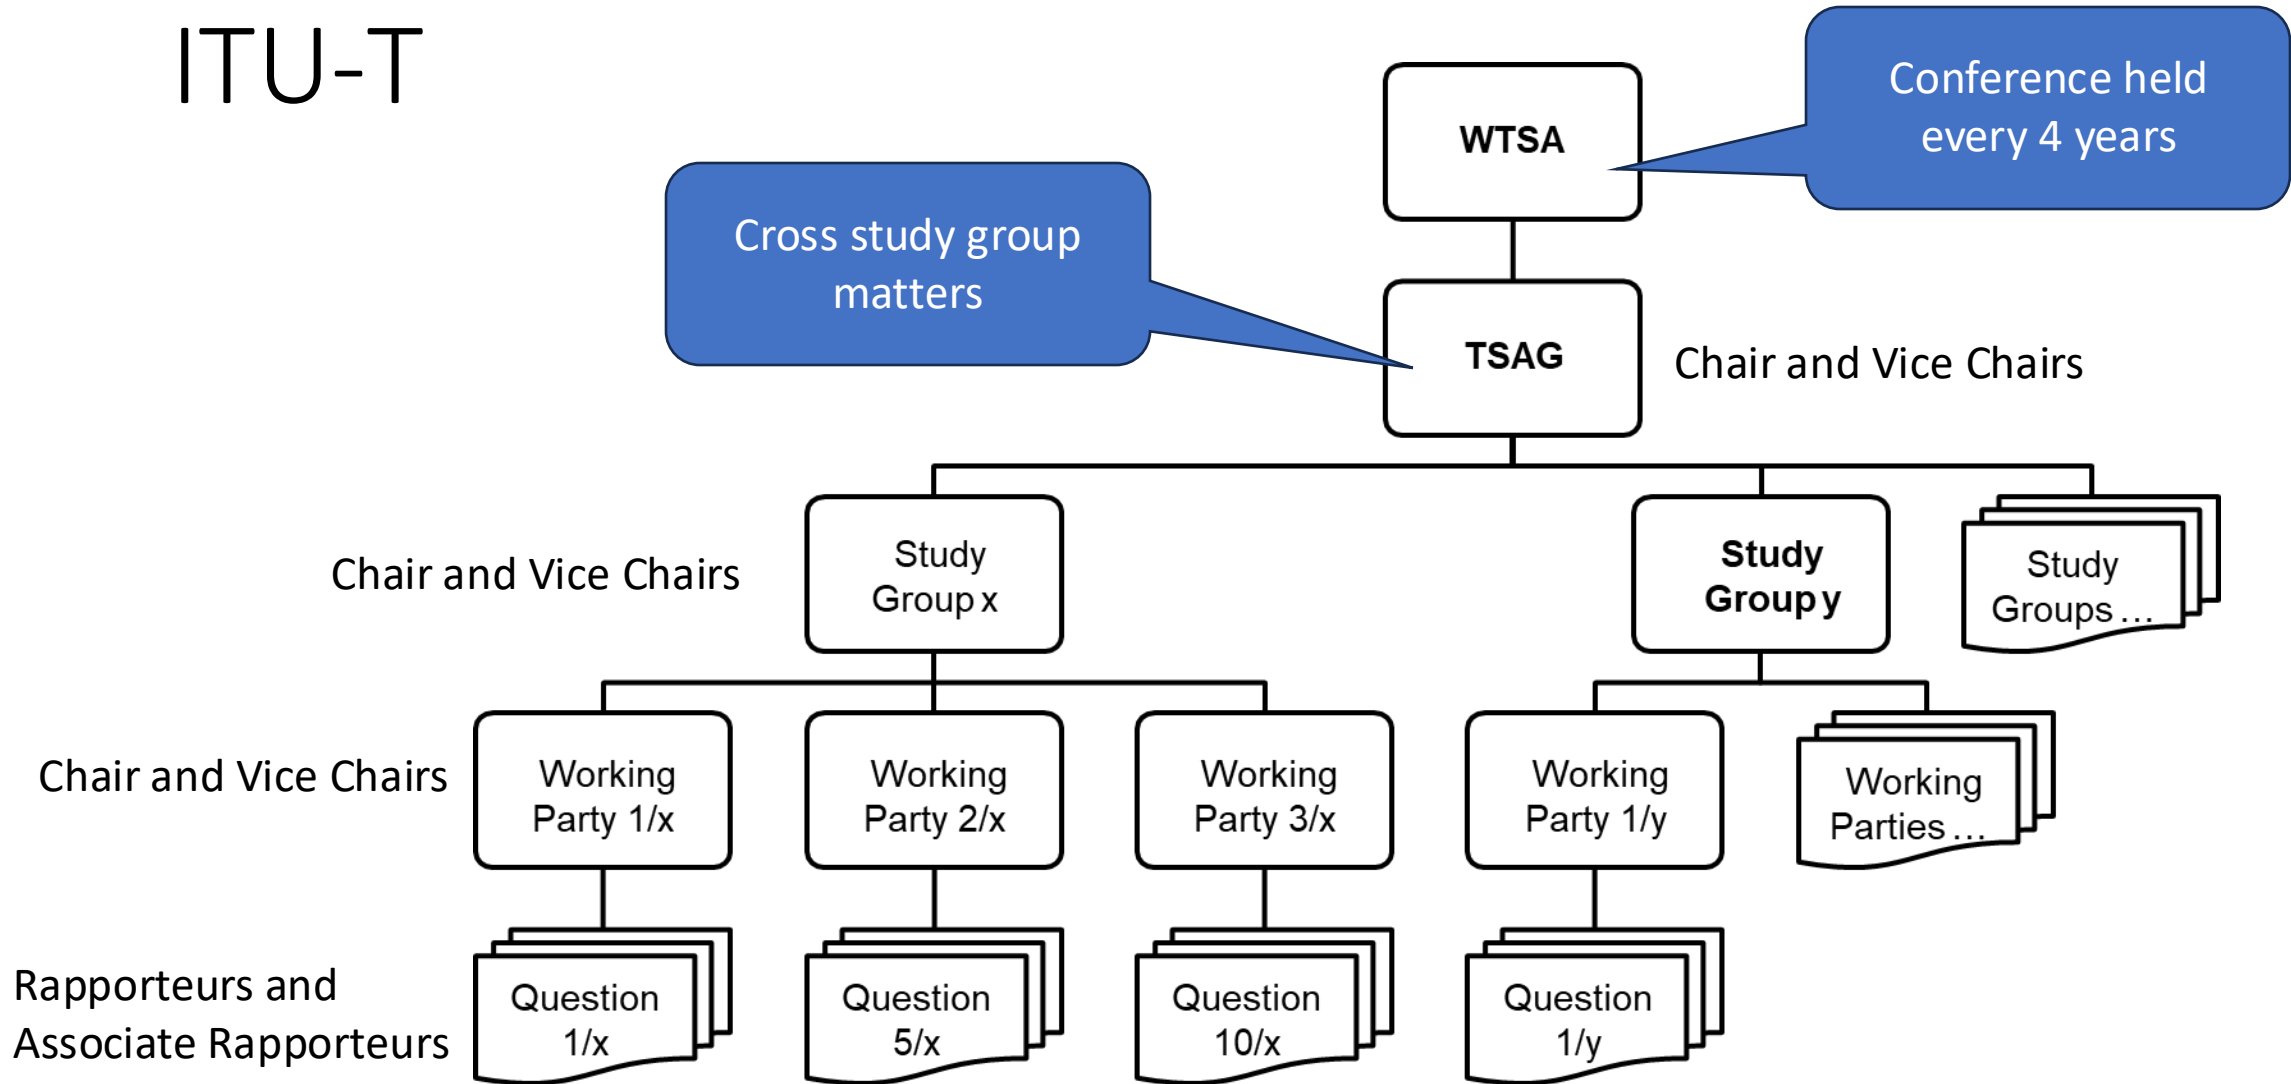 ITU-T
Conference held
every 4 years
WTSA
Cross study group
matters
TSAG
Chair and Vice Chairs
Chair and Vice Chairs
Study
Group x
Study
Group y
Study
Groups ...
Chair and Vice Chairs
Working
Party 1/x
Working
Party 2/x
Working
Party 3/x
Working
Party 1/y
Working
Parties ...
Rapporteurs and
Associate Rapporteurs
Question
1/x
Question
5/x
Question
10/x
Question
1/y